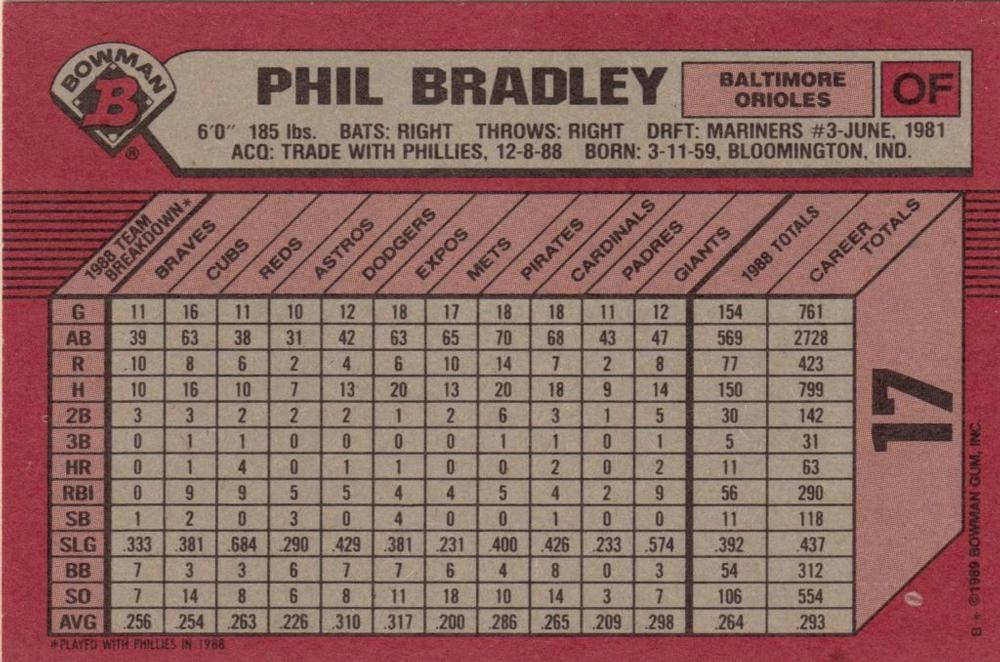 BOWMAN
B
®
PHIL BRADLEY
BALTIMORE
ORIOLES
OF
6'0" 185 lbs. BATS: RIGHT THROWS: RIGHT DRFT: MARINERS #3-JUNE, 1981
ACQ: TRADE WITH PHILLIES, 12-8-88 BORN: 3-11-59, BLOOMINGTON, IND.
1988 TEAM BREAKDOWN* BRAVES CUBS REDS ASTROS DODGERS EXPOS METS PIRATES CARDINALS PADRES GIANTS 1988 TOTALS CAREER TOTALS
G 11 16 11 10 12 18 17 18 18 11 12 154 761
AB 39 63 38 31 42 63 65 70 68 43 47 569 2728
R 10 8 6 2 4 6 10 14 7 2 8 77 423
H 10 16 10 7 13 20 13 20 18 9 14 150 799
2B 3 3 2 2 2 1 2 6 3 1 5 30 142
3B 0 1 1 0 0 0 0 1 1 0 1 5 31
HR 0 1 4 0 1 1 0 0 2 0 2 11 63
RBI 0 9 9 5 5 4 4 5 4 2 9 56 290
SB 1 2 0 3 0 4 0 0 1 0 0 11 118
SLG .333 .381 .684 .290 .429 .381 .231 .400 .426 .233 .574 .392 .437
BB 7 3 3 6 7 7 6 4 8 0 3 54 312
SO 7 14 8 6 8 11 18 10 14 3 7 106 554
AVG .256 .254 .263 .226 .310 .317 .200 .286 .265 .209 .298 .264 .293
17
*PLAYED WITH PHILLIES IN 1988
B * ©1989 BOWMAN GUM, INC.